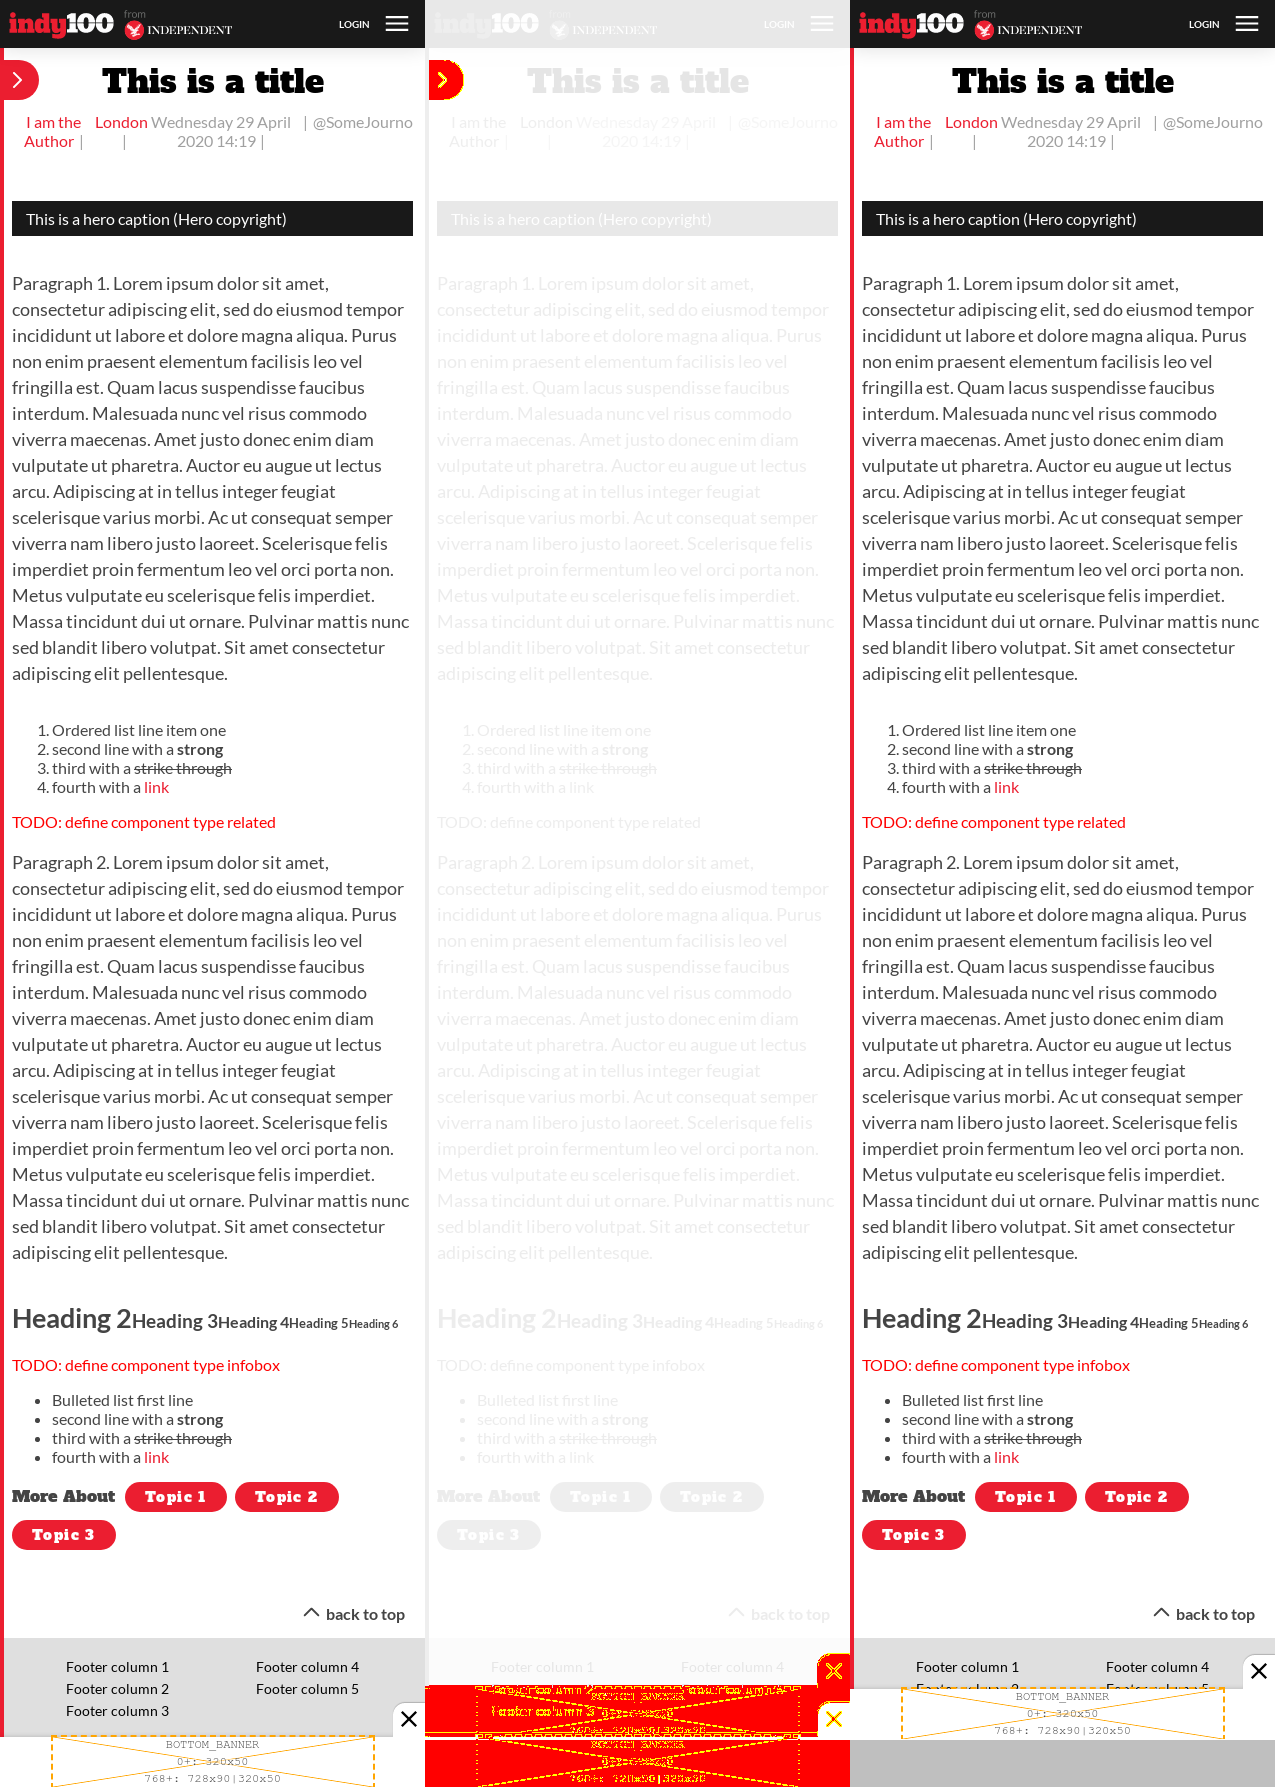 indy100 from INDEPENDENT LOGIN
This is a title
I am the Author | London | Wednesday 29 April 2020 14:19 | | @SomeJourno
This is a hero caption (Hero copyright)
Paragraph 1. Lorem ipsum dolor sit amet,
consectetur adipiscing elit, sed do eiusmod tempor
incididunt ut labore et dolore magna aliqua. Purus
non enim praesent elementum facilisis leo vel
fringilla est. Quam lacus suspendisse faucibus
interdum. Malesuada nunc vel risus commodo
viverra maecenas. Amet justo donec enim diam
vulputate ut pharetra. Auctor eu augue ut lectus
arcu. Adipiscing at in tellus integer feugiat
scelerisque varius morbi. Ac ut consequat semper
viverra nam libero justo laoreet. Scelerisque felis
imperdiet proin fermentum leo vel orci porta non.
Metus vulputate eu scelerisque felis imperdiet.
Massa tincidunt dui ut ornare. Pulvinar mattis nunc
sed blandit libero volutpat. Sit amet consectetur
adipiscing elit pellentesque.
1. Ordered list line item one
2. second line with a strong
3. third with a strike through
4. fourth with a link
TODO: define component type related
Paragraph 2. Lorem ipsum dolor sit amet,
consectetur adipiscing elit, sed do eiusmod tempor
incididunt ut labore et dolore magna aliqua. Purus
non enim praesent elementum facilisis leo vel
fringilla est. Quam lacus suspendisse faucibus
interdum. Malesuada nunc vel risus commodo
viverra maecenas. Amet justo donec enim diam
vulputate ut pharetra. Auctor eu augue ut lectus
arcu. Adipiscing at in tellus integer feugiat
scelerisque varius morbi. Ac ut consequat semper
viverra nam libero justo laoreet. Scelerisque felis
imperdiet proin fermentum leo vel orci porta non.
Metus vulputate eu scelerisque felis imperdiet.
Massa tincidunt dui ut ornare. Pulvinar mattis nunc
sed blandit libero volutpat. Sit amet consectetur
adipiscing elit pellentesque.
Heading 2Heading 3Heading 4Heading 5Heading 6
TODO: define component type infobox
• Bulleted list first line
• second line with a strong
• third with a strike through
• fourth with a link
More About Topic 1 Topic 2
Topic 3
back to top
Footer column 1 Footer column 4
Footer column 2 Footer column 5
Footer column 3
BOTTOM_BANNER
0+: 320x50
768+: 728x90|320x50
indy100 from INDEPENDENT LOGIN
This is a title
I am the Author | London | Wednesday 29 April 2020 14:19 | | @SomeJourno
This is a hero caption (Hero copyright)
Paragraph 1. Lorem ipsum dolor sit amet,
consectetur adipiscing elit, sed do eiusmod tempor
incididunt ut labore et dolore magna aliqua. Purus
non enim praesent elementum facilisis leo vel
fringilla est. Quam lacus suspendisse faucibus
interdum. Malesuada nunc vel risus commodo
viverra maecenas. Amet justo donec enim diam
vulputate ut pharetra. Auctor eu augue ut lectus
arcu. Adipiscing at in tellus integer feugiat
scelerisque varius morbi. Ac ut consequat semper
viverra nam libero justo laoreet. Scelerisque felis
imperdiet proin fermentum leo vel orci porta non.
Metus vulputate eu scelerisque felis imperdiet.
Massa tincidunt dui ut ornare. Pulvinar mattis nunc
sed blandit libero volutpat. Sit amet consectetur
adipiscing elit pellentesque.
1. Ordered list line item one
2. second line with a strong
3. third with a strike through
4. fourth with a link
TODO: define component type related
Paragraph 2. Lorem ipsum dolor sit amet,
consectetur adipiscing elit, sed do eiusmod tempor
incididunt ut labore et dolore magna aliqua. Purus
non enim praesent elementum facilisis leo vel
fringilla est. Quam lacus suspendisse faucibus
interdum. Malesuada nunc vel risus commodo
viverra maecenas. Amet justo donec enim diam
vulputate ut pharetra. Auctor eu augue ut lectus
arcu. Adipiscing at in tellus integer feugiat
scelerisque varius morbi. Ac ut consequat semper
viverra nam libero justo laoreet. Scelerisque felis
imperdiet proin fermentum leo vel orci porta non.
Metus vulputate eu scelerisque felis imperdiet.
Massa tincidunt dui ut ornare. Pulvinar mattis nunc
sed blandit libero volutpat. Sit amet consectetur
adipiscing elit pellentesque.
Heading 2Heading 3Heading 4Heading 5Heading 6
TODO: define component type infobox
• Bulleted list first line
• second line with a strong
• third with a strike through
• fourth with a link
More About Topic 1 Topic 2
Topic 3
back to top
Footer column 1 Footer column 4
Footer column 3
indy100 from INDEPENDENT LOGIN
This is a title
I am the Author | London | Wednesday 29 April 2020 14:19 | | @SomeJourno
This is a hero caption (Hero copyright)
Paragraph 1. Lorem ipsum dolor sit amet,
consectetur adipiscing elit, sed do eiusmod tempor
incididunt ut labore et dolore magna aliqua. Purus
non enim praesent elementum facilisis leo vel
fringilla est. Quam lacus suspendisse faucibus
interdum. Malesuada nunc vel risus commodo
viverra maecenas. Amet justo donec enim diam
vulputate ut pharetra. Auctor eu augue ut lectus
arcu. Adipiscing at in tellus integer feugiat
scelerisque varius morbi. Ac ut consequat semper
viverra nam libero justo laoreet. Scelerisque felis
imperdiet proin fermentum leo vel orci porta non.
Metus vulputate eu scelerisque felis imperdiet.
Massa tincidunt dui ut ornare. Pulvinar mattis nunc
sed blandit libero volutpat. Sit amet consectetur
adipiscing elit pellentesque.
1. Ordered list line item one
2. second line with a strong
3. third with a strike through
4. fourth with a link
TODO: define component type related
Paragraph 2. Lorem ipsum dolor sit amet,
consectetur adipiscing elit, sed do eiusmod tempor
incididunt ut labore et dolore magna aliqua. Purus
non enim praesent elementum facilisis leo vel
fringilla est. Quam lacus suspendisse faucibus
interdum. Malesuada nunc vel risus commodo
viverra maecenas. Amet justo donec enim diam
vulputate ut pharetra. Auctor eu augue ut lectus
arcu. Adipiscing at in tellus integer feugiat
scelerisque varius morbi. Ac ut consequat semper
viverra nam libero justo laoreet. Scelerisque felis
imperdiet proin fermentum leo vel orci porta non.
Metus vulputate eu scelerisque felis imperdiet.
Massa tincidunt dui ut ornare. Pulvinar mattis nunc
sed blandit libero volutpat. Sit amet consectetur
adipiscing elit pellentesque.
Heading 2Heading 3Heading 4Heading 5Heading 6
TODO: define component type infobox
• Bulleted list first line
• second line with a strong
• third with a strike through
• fourth with a link
More About Topic 1 Topic 2
Topic 3
back to top
Footer column 1 Footer column 4
BOTTOM_BANNER
0+: 320x50
768+: 728x90|320x50